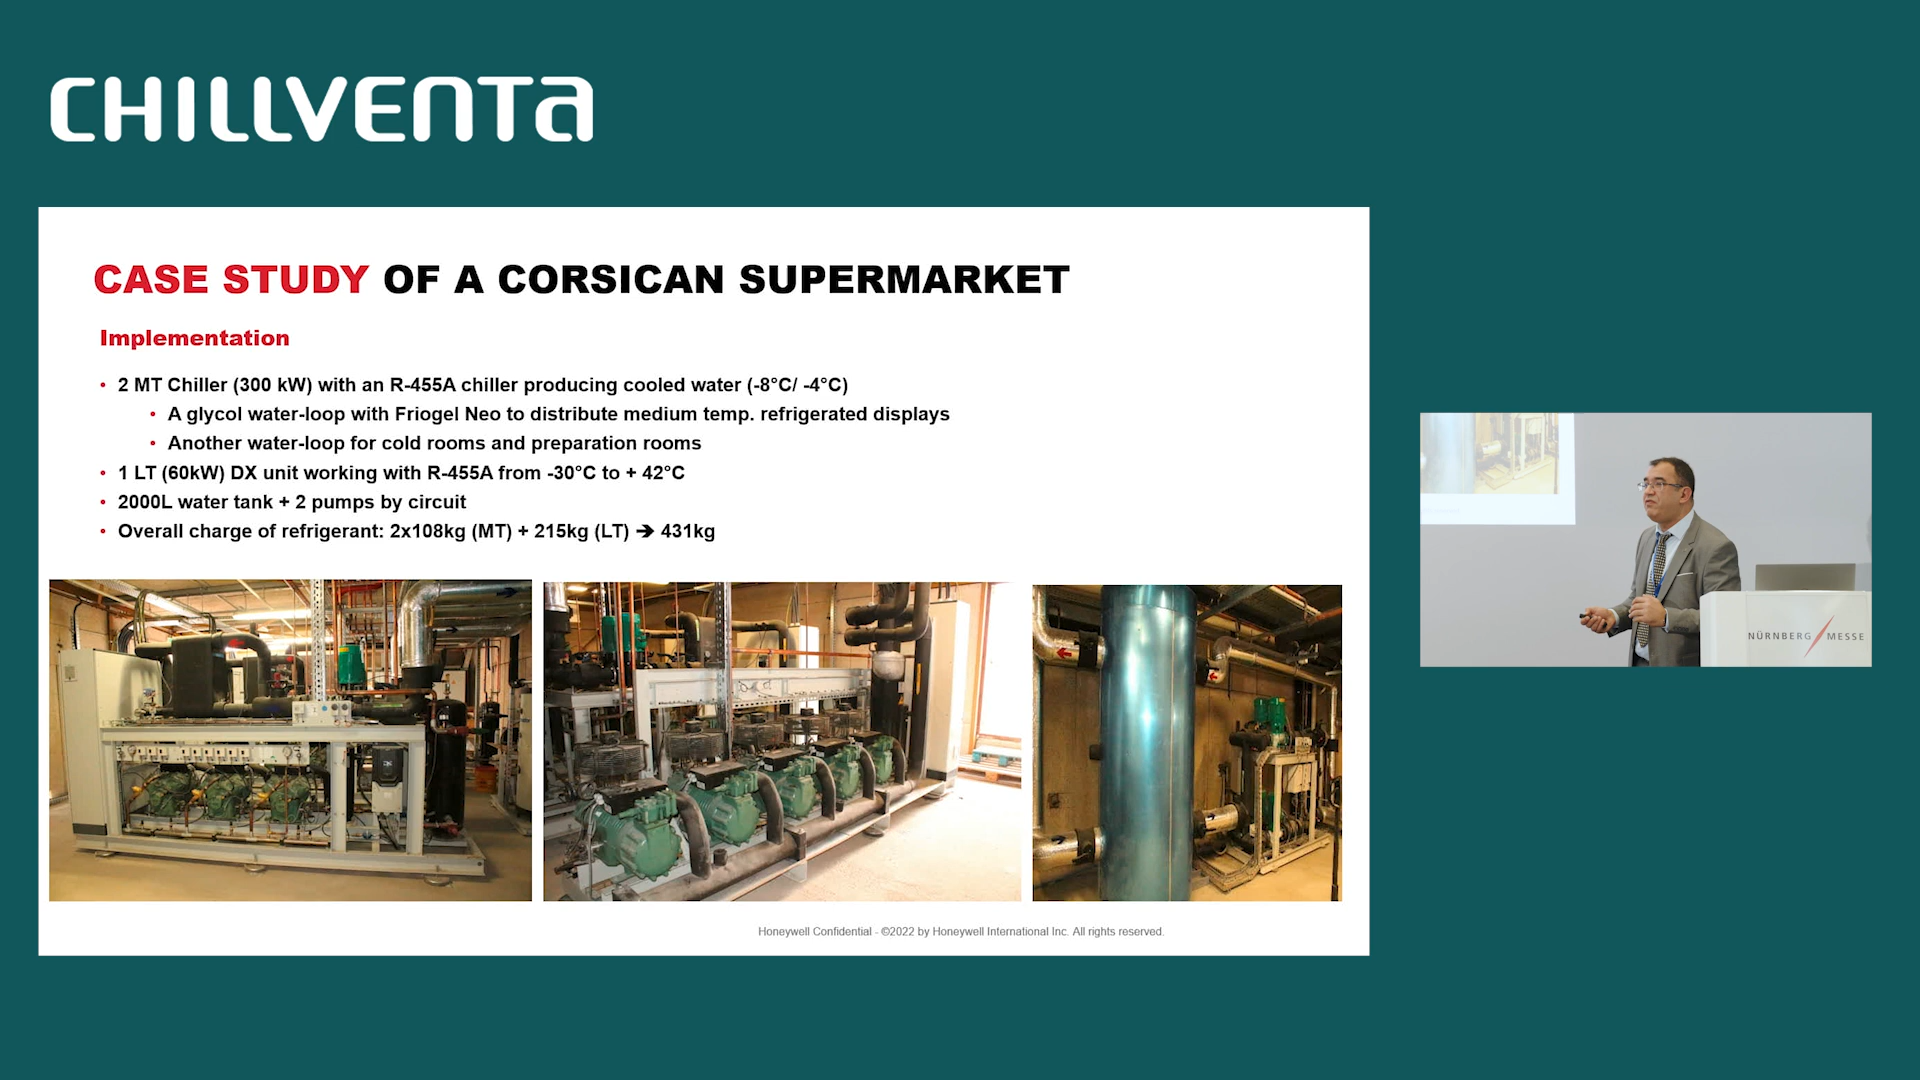 CHILLVENTA
CASE STUDY OF A CORSICAN SUPERMARKET
Implementation
• 2 MT Chiller (300 kW) with an R-455A chiller producing cooled water (-8°C/ -4°C)
• A glycol water-loop with Friogel Neo to distribute medium temp. refrigerated displays
• Another water-loop for cold rooms and preparation rooms
• 1 LT (60kW) DX unit working with R-455A from -30°C to + 42°C
• 2000L water tank + 2 pumps by circuit
• Overall charge of refrigerant: 2x108kg (MT) + 215kg (LT) ➔ 431kg
Honeywell Confidential - ©2022 by Honeywell International Inc. All rights reserved.
NÜRNBERG MESSE